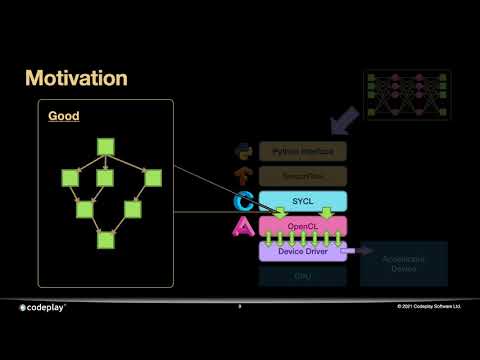 Motivation
Good
Python Interface
TensorFlow
SYCL
OpenCL
Device Driver
CPU
Accelerator
Device
codeplay
9
© 2021 Codeplay Software Ltd.